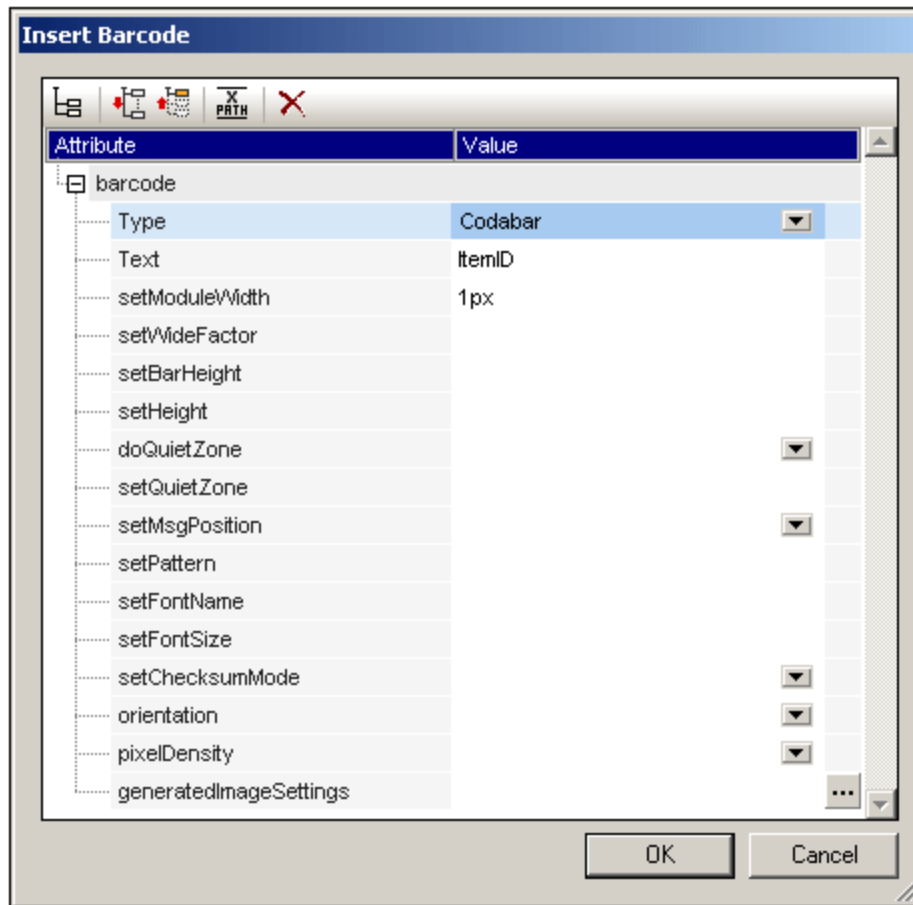 Insert Barcode
X
PATH
Attribute Value
barcode
Type Codabar
Text ItemID
setModuleWidth 1px
setWideFactor
setBarHeight
setHeight
doQuietZone
setQuietZone
setMsgPosition
setPattern
setFontName
setFontSize
setChecksumMode
orientation
pixelDensity
generatedImageSettings ...
OK Cancel